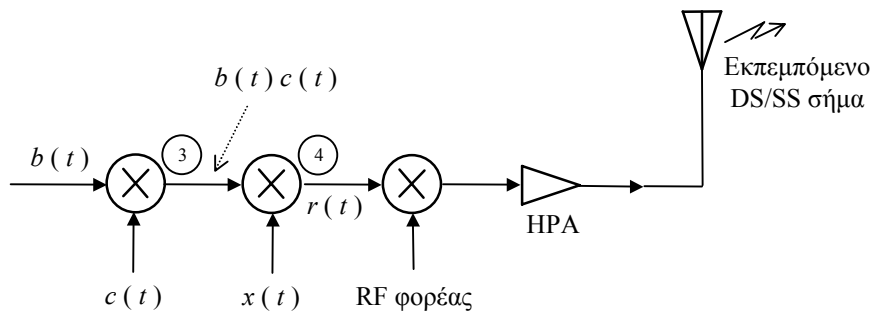 Εκπεμπόμενο
DS/SS σήμα
b ( t ) c ( t )
b ( t )
3
4
r ( t )
HPA
c ( t )
x ( t )
RF φορέας